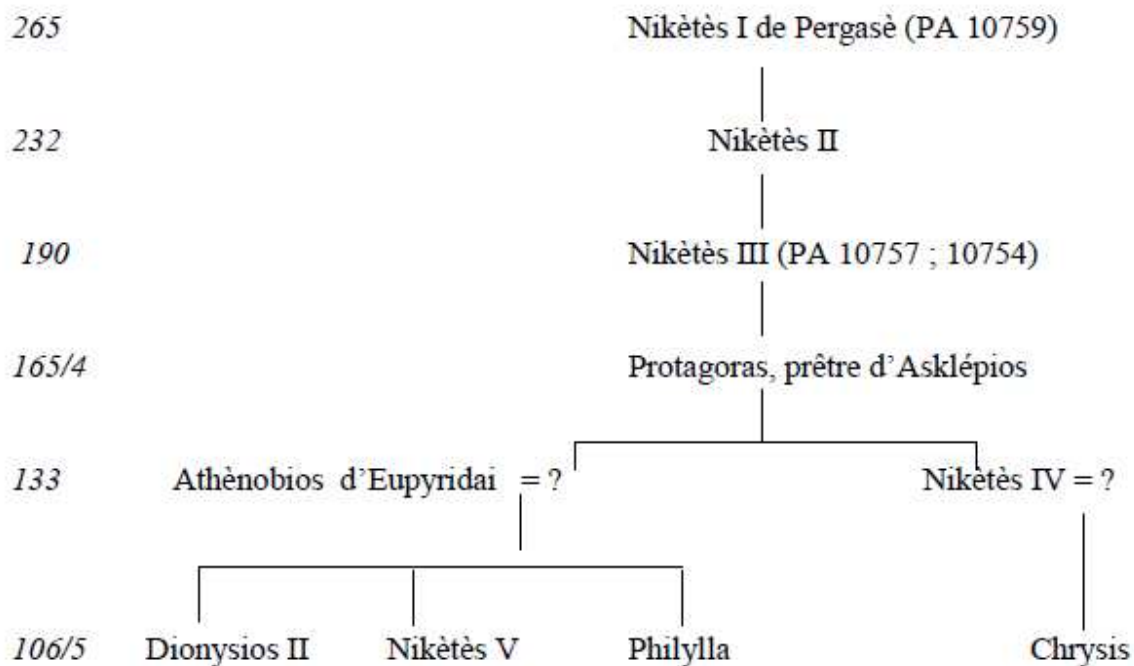 265 Nikètès I de Pergasè (PA 10759)
232 Nikètès II
190 Nikètès III (PA 10757 ; 10754)
165/4 Protagoras, prêtre d’Asklépios
133 Athènobios d’Eupyridai = ? Nikètès IV = ?
106/5 Dionysios II Nikètès V Philylla Chrysis